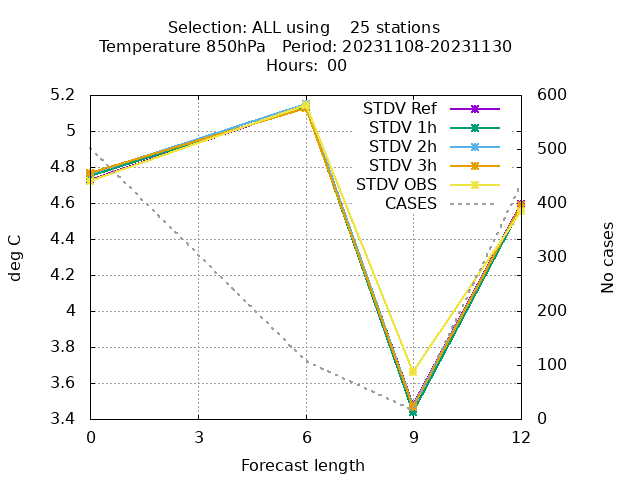 Selection: ALL using    25 stations
Temperature 850hPa   Period: 20231108-20231130
Hours: 00
STDV Ref
STDV 1h
STDV 2h
STDV 3h
STDV OBS
CASES
5.2
5
4.8
4.6
4.4
4.2
4
3.8
3.6
3.4
deg C
600
500
400
300
200
100
0
No cases
0 3 6 9 12
Forecast length